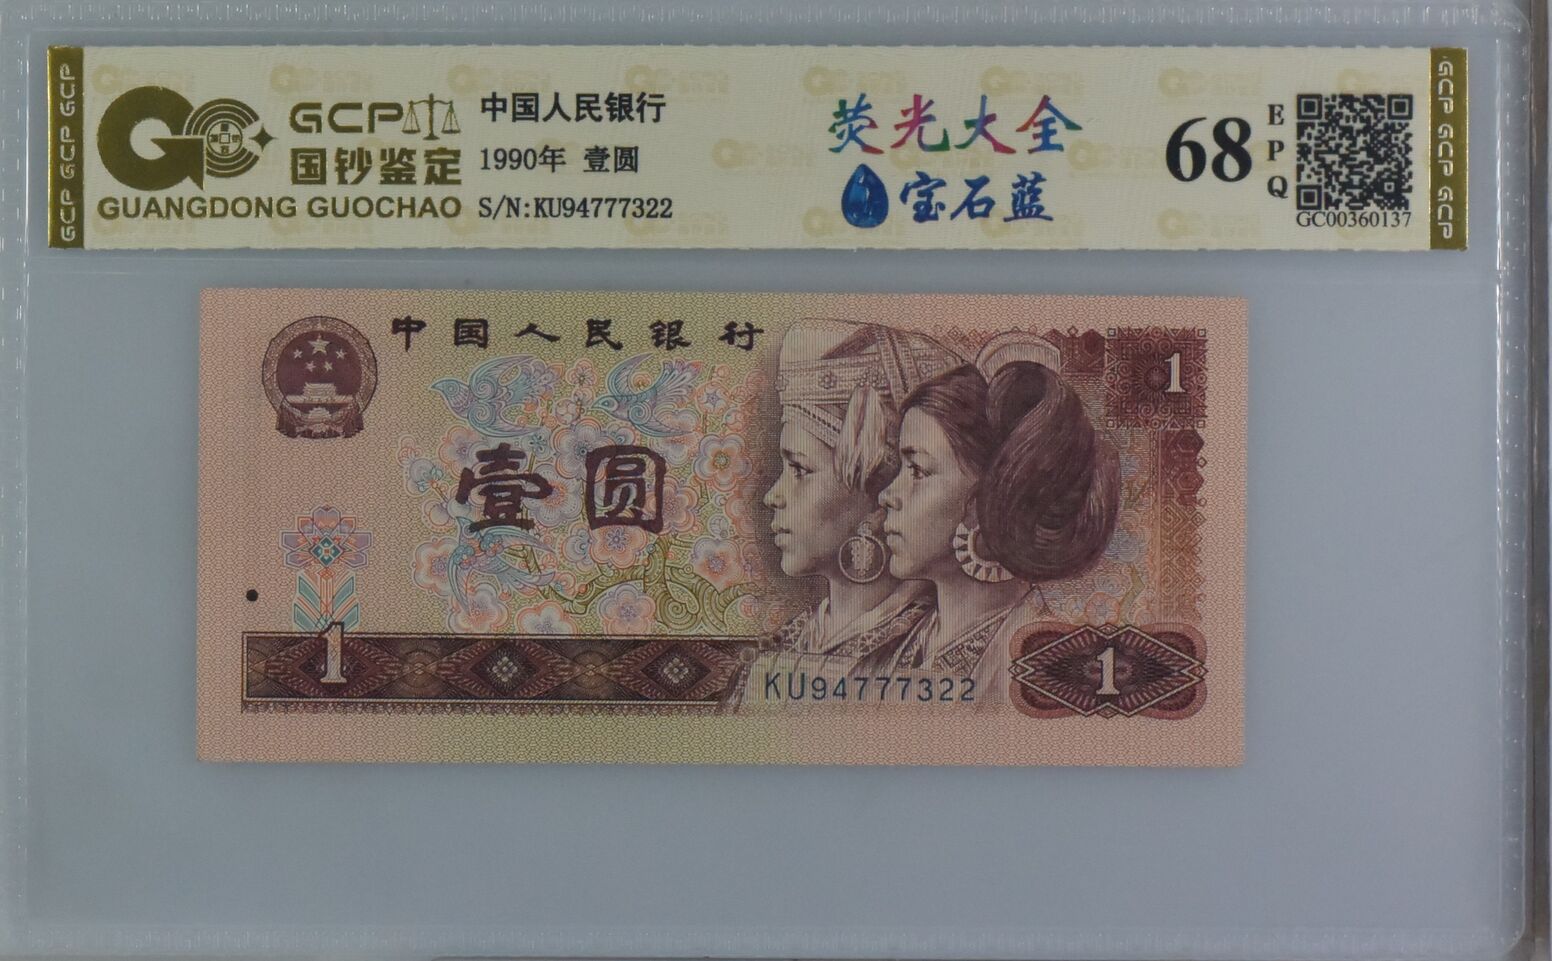 GCP GCP GCP
GCP
国钞鉴定
GUANGDONG GUOCHAO
中国人民银行
1990年 壹圆
S/N:KU94777322
荧光大全
宝石蓝
68
EPQ
GC00360137
GCP GCP GCP
中国人民银行
1
壹圆
1
KU94777322
1